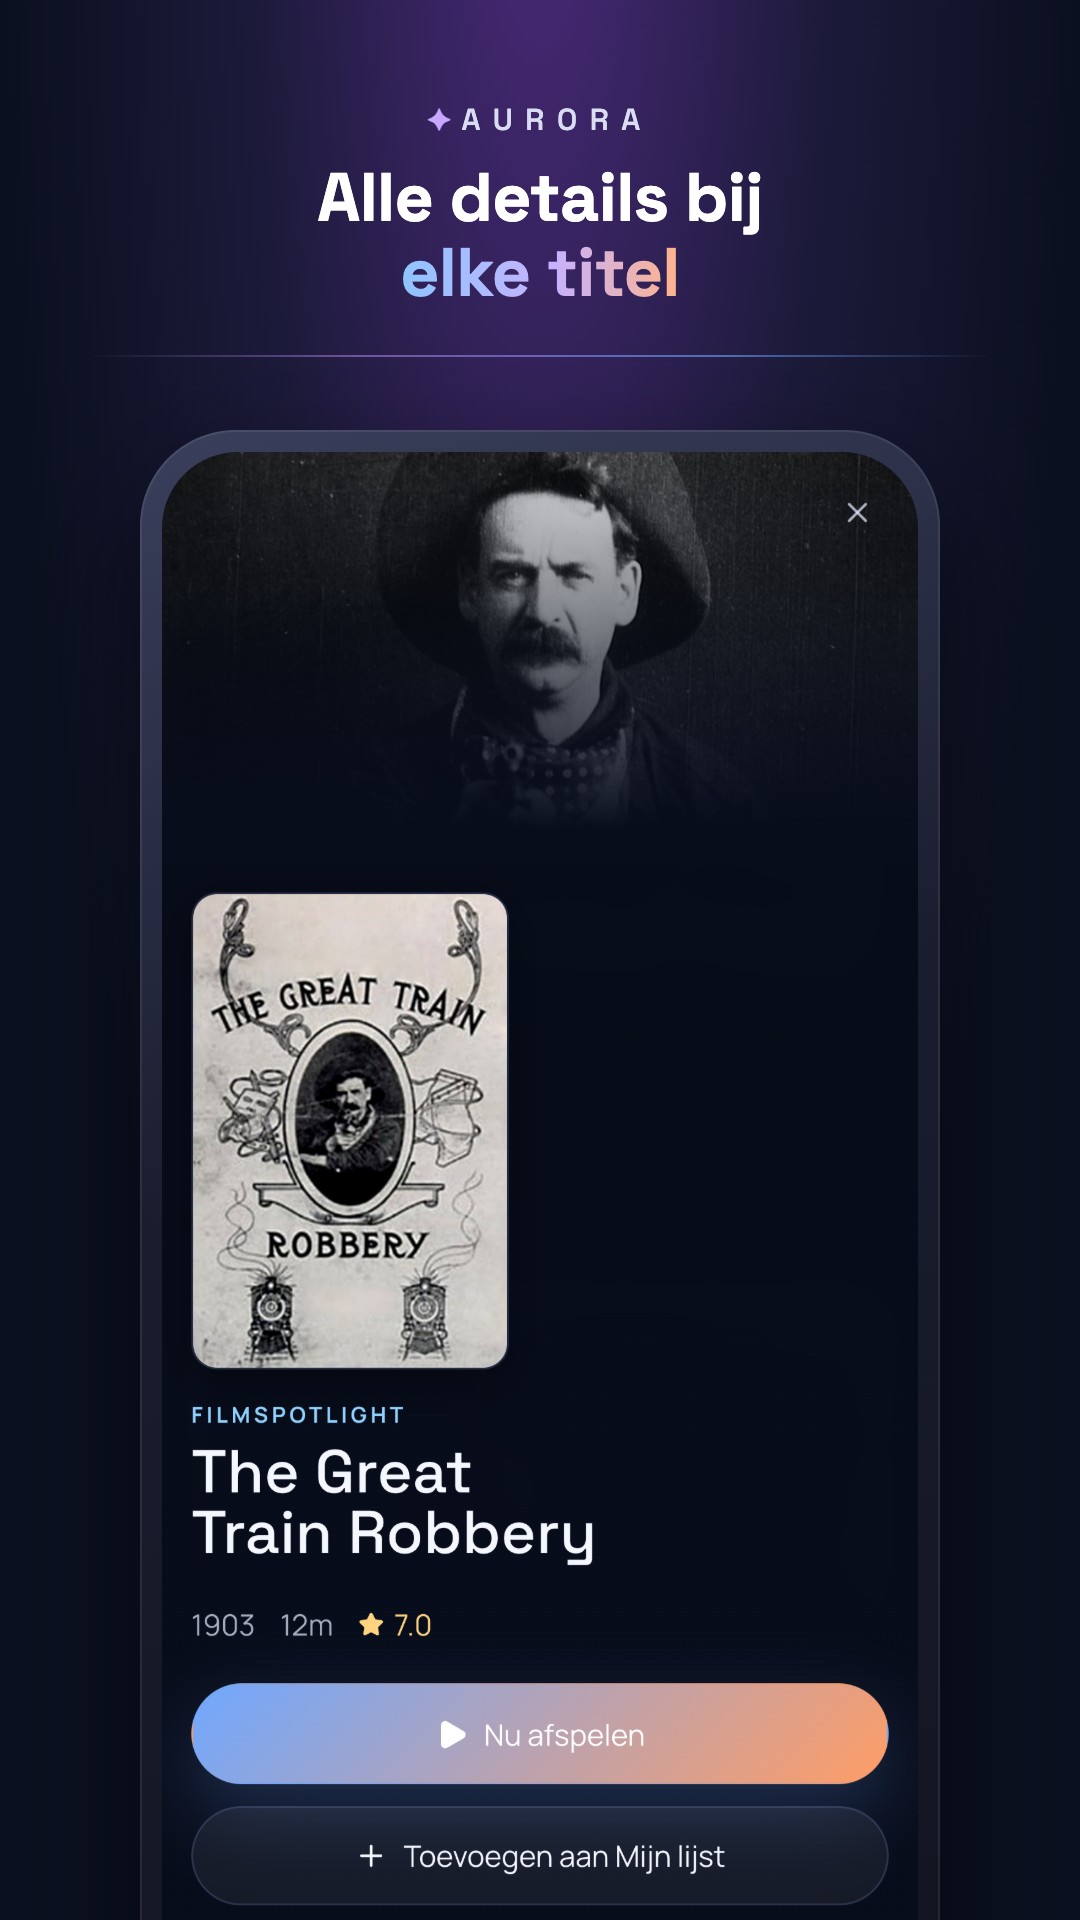 AURORA
Alle details bij
elke titel
THE GREAT TRAIN
ROBBERY
FILMSPOTLIGHT
The Great
Train Robbery
1903 12m 7.0
Nu afspelen
Toevoegen aan Mijn lijst